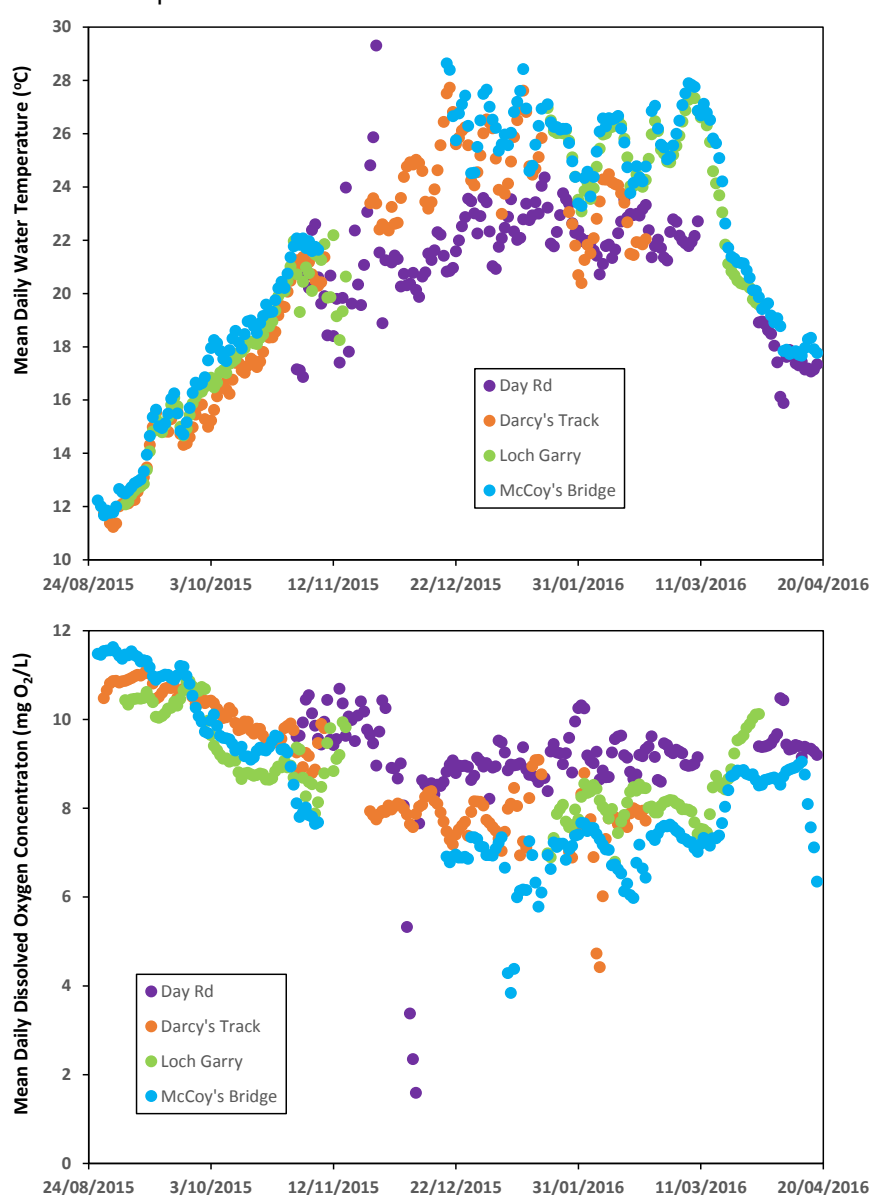 30
28
26
24
22
20
18
16
14
12
10
Mean Daily Water Temperature (ºC)
Day Rd
Darcy's Track
Loch Garry
McCoy's Bridge
24/08/2015 3/10/2015 12/11/2015 22/12/2015 31/01/2016 11/03/2016 20/04/2016
12
10
8
6
4
2
0
Mean Daily Dissolved Oxygen Concentraton (mg O₂/L)
Day Rd
Darcy's Track
Loch Garry
McCoy's Bridge
24/08/2015 3/10/2015 12/11/2015 22/12/2015 31/01/2016 11/03/2016 20/04/2016